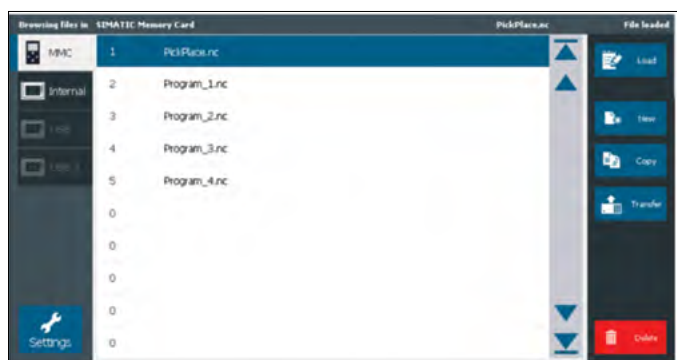 Browsing files in SIMATIC Memory Card PickPlace.nc File loaded
MMC
Internal
USB
1 PickPlace.nc
2 Program_1.nc
3 Program_2.nc
4 Program_3.nc
5 Program_4.nc
0
0
0
0
0
Load
New
Copy
Transfer
Delete
Settings